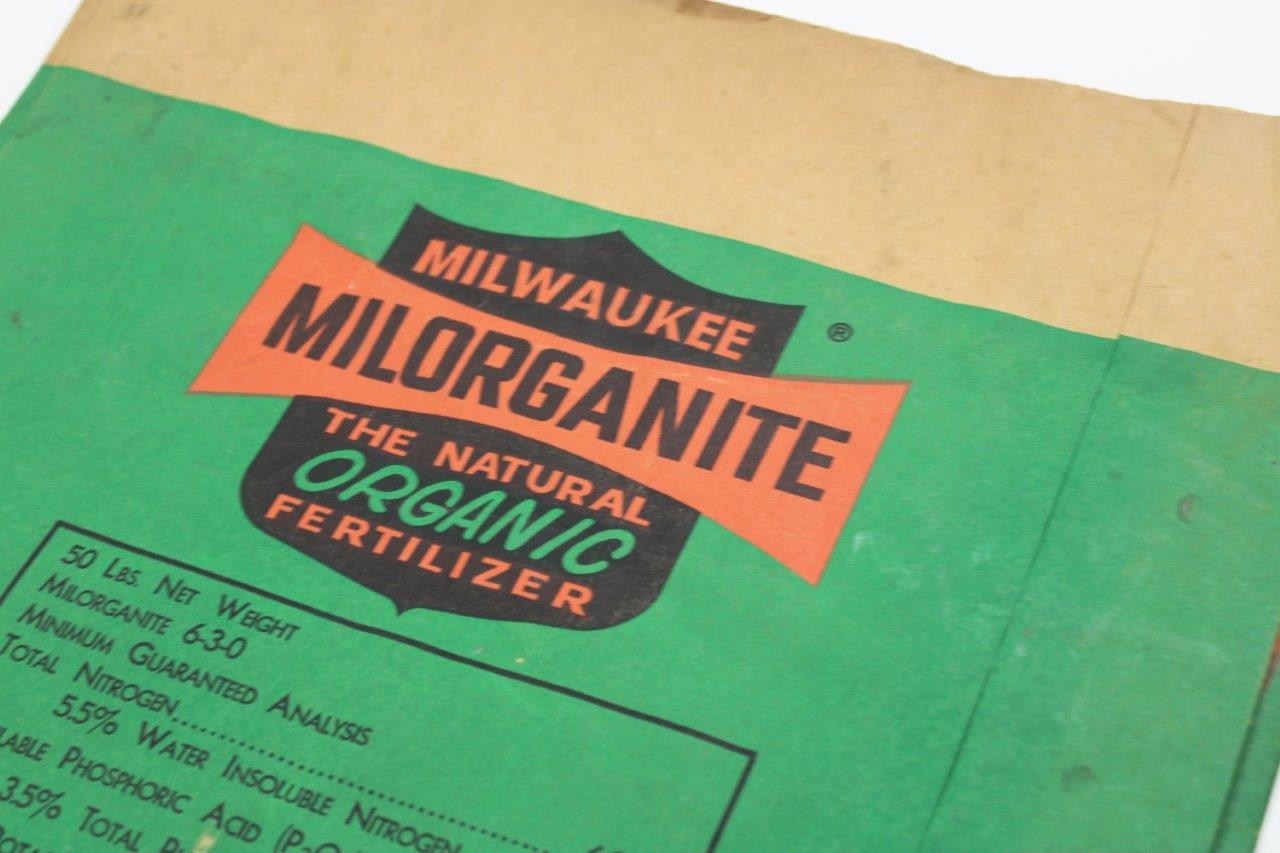 MILWAUKEE
MILORGANITE ®
THE NATURAL
ORGANIC
FERTILIZER
50 LBS. NET WEIGHT
MILORGANITE 6-3-0
MINIMUM GUARANTEED ANALYSIS
TOTAL NITROGEN
5.5% WATER INSOLUBLE NITROGEN
PHOSPHORIC ACID
3.5% TOTAL